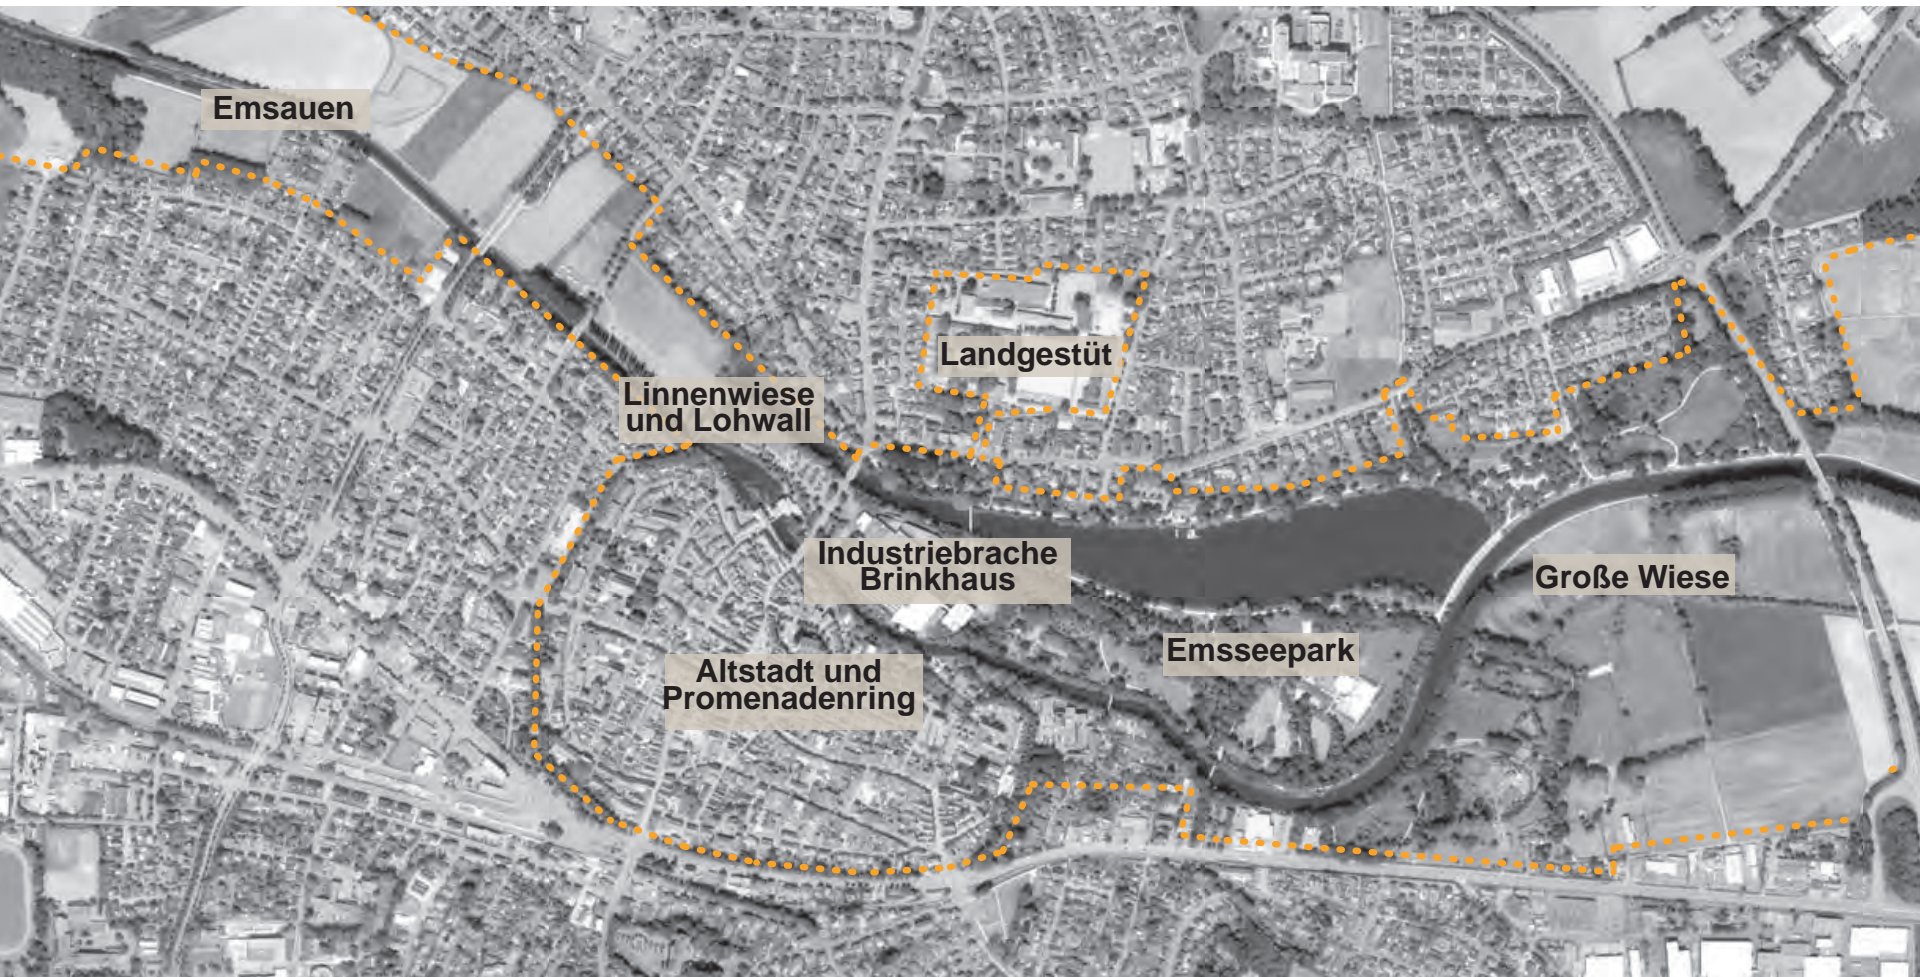 Emsauen
Landgestüt
Linnenwiese
und Lohwall
Industriebrache
Brinkhaus
Große Wiese
Emsseepark
Altstadt und
Promenadenring